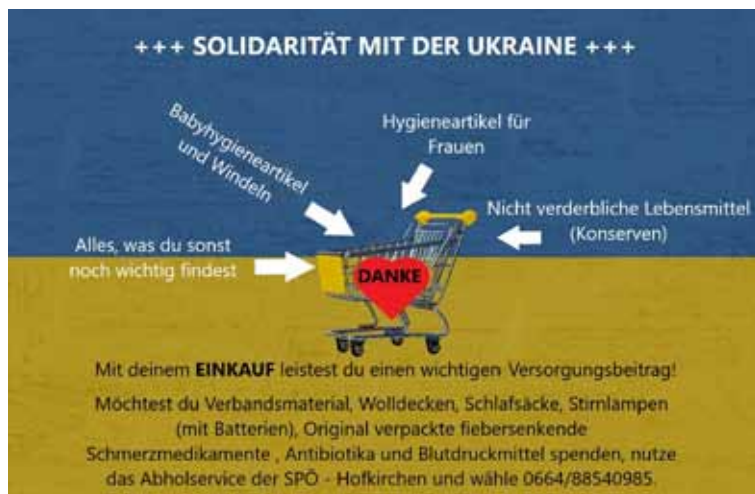 +++ SOLIDARITÄT MIT DER UKRAINE +++
Babyhygieneartikel
und Windeln
Hygieneartikel für
Frauen
Nicht verderbliche Lebensmittel
(Konserven)
Alles, was du sonst
noch wichtig findest
DANKE
Mit deinem EINKAUF leistest du einen wichtigen Versorgungsbeitrag!
Möchtest du Verbandsmaterial, Wolldecken, Schlafsäcke, Stirnlampen
(mit Batterien), Original verpackte fiebersenkende
Schmerzmedikamente , Antibiotika und Blutdruckmittel spenden, nutze
das Abholservice der SPÖ - Hofkirchen und wähle 0664/88540985.